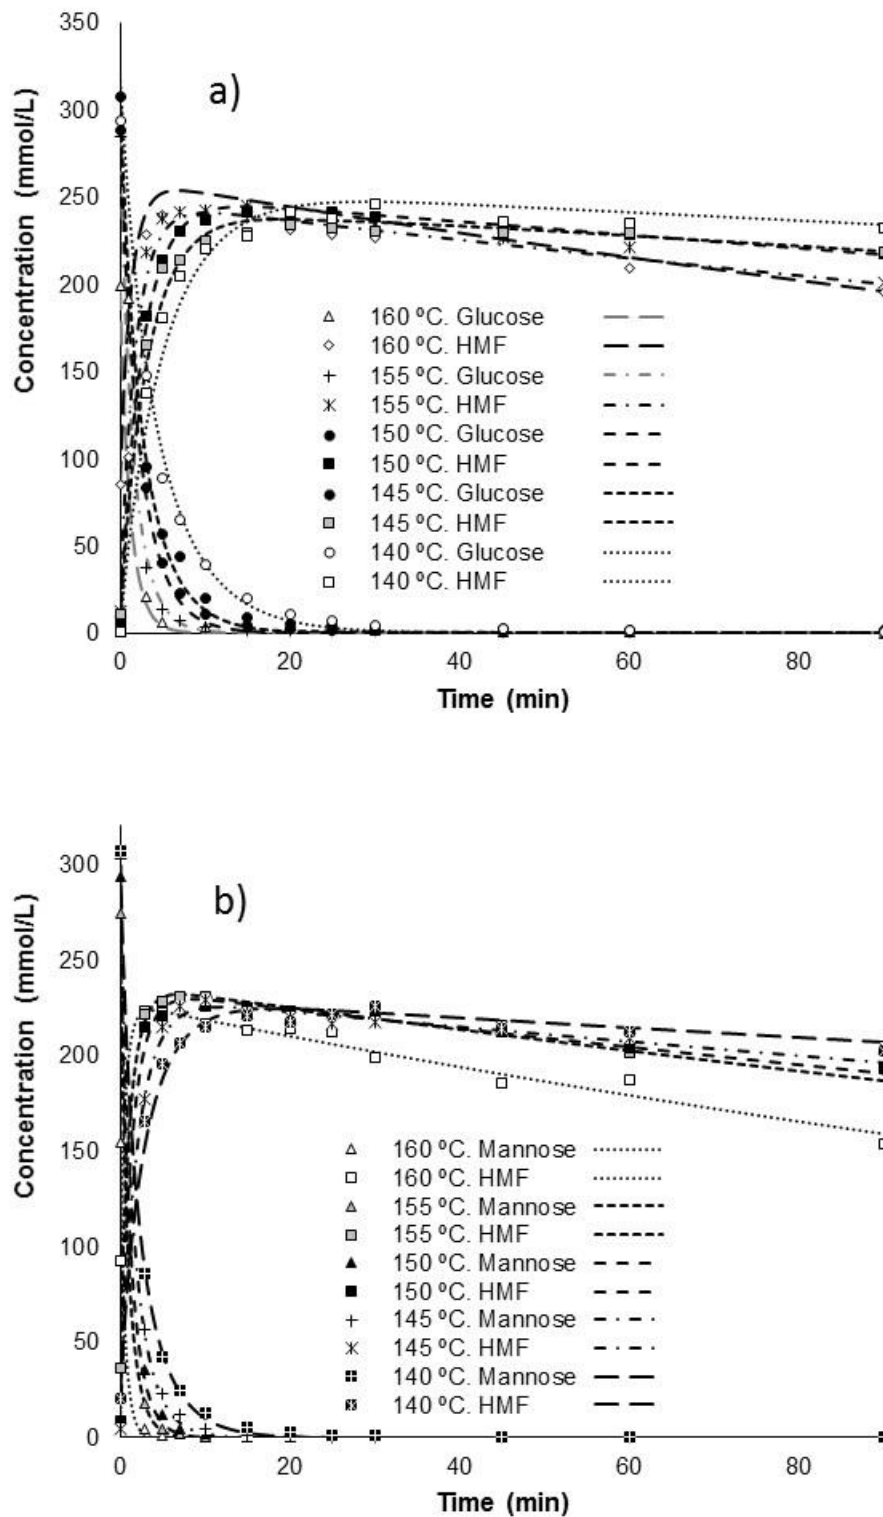 350
300
250
200
150
100
50
0
Concentration (mmol/L)
a)
160 ºC. Glucose
160 ºC. HMF
155 ºC. Glucose
155 ºC. HMF
150 ºC. Glucose
150 ºC. HMF
145 ºC. Glucose
145 ºC. HMF
140 ºC. Glucose
140 ºC. HMF
0 20 40 60 80
Time (min)
300
250
200
150
100
50
0
Concentration (mmol/L)
b)
160 ºC. Mannose
160 ºC. HMF
155 ºC. Mannose
155 ºC. HMF
150 ºC. Mannose
150 ºC. HMF
145 ºC. Mannose
145 ºC. HMF
140 ºC. Mannose
140 ºC. HMF
0 20 40 60 80
Time (min)